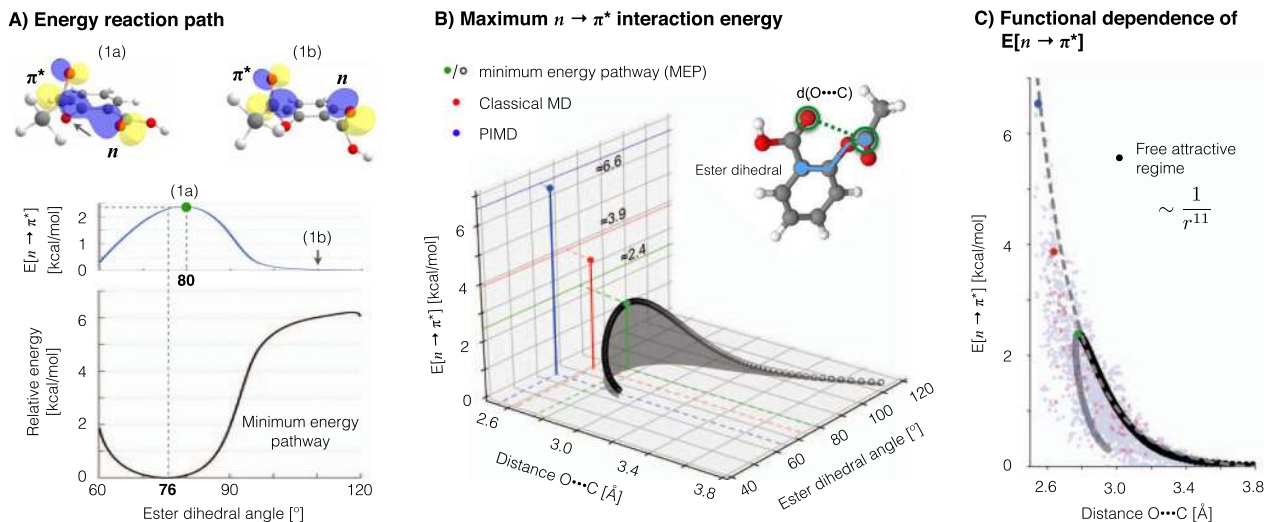 A) Energy reaction path
(1a)
(1b)
π*
n
π*
n
(1a)
(1b)
E[n → π*]
[kcal/mol]
2
1
0
80
Relative energy
[kcal/mol]
6
4
2
0
Minimum energy
pathway
60
76
90
120
Ester dihedral angle [°]
B) Maximum n → π* interaction energy
/ minimum energy pathway (MEP)
Classical MD
PIMD
d(O•••C)
Ester dihedral
≈6.6
≈3.9
≈2.4
E[n → π*] [kcal/mol]
6
4
2
0
2.6
3.0
3.4
3.8
Distance O•••C [Å]
40
60
80
100
120
Ester dihedral angle [°]
C) Functional dependence of
E[n → π*]
Free attractive
regime
~ 1/r¹¹
E[n → π*] [kcal/mol]
6
4
2
0
2.6
3.0
3.4
3.8
Distance O•••C [Å]